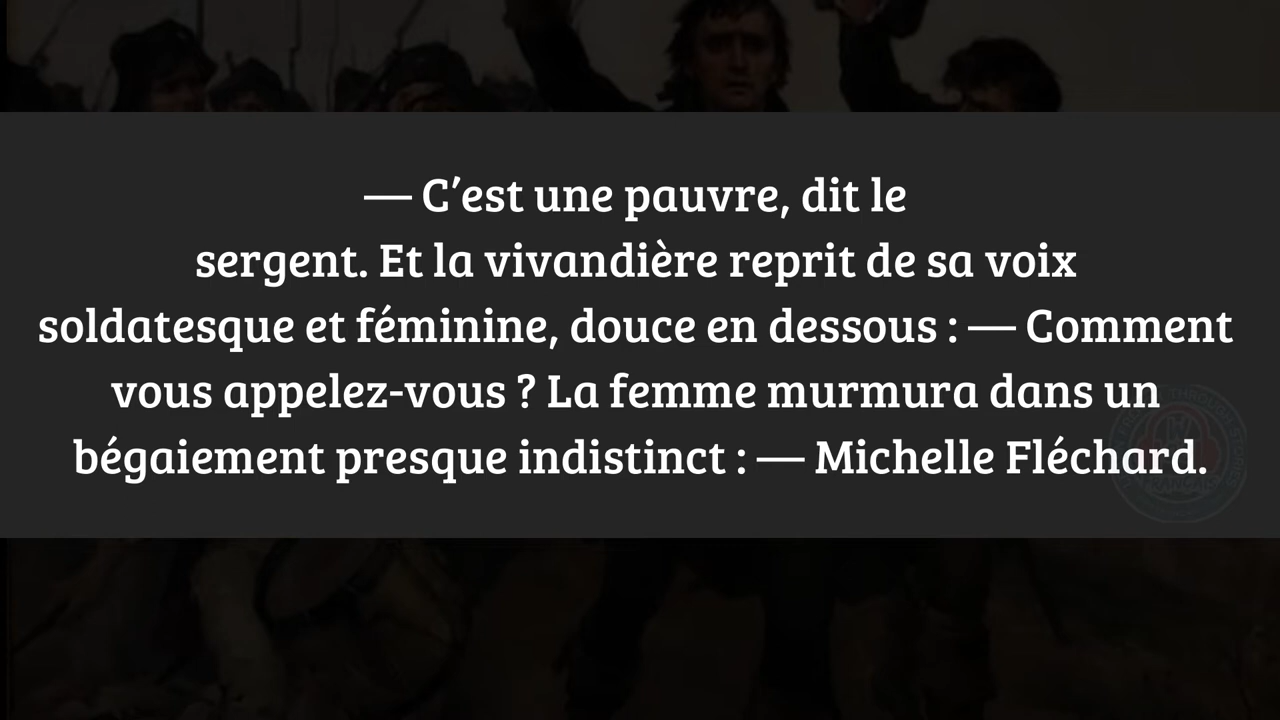 — C’est une pauvre, dit le
sergent. Et la vivandière reprit de sa voix
soldatesque et féminine, douce en dessous : — Comment
vous appelez-vous ? La femme murmura dans un
bégaiement presque indistinct : — Michelle Fléchard.